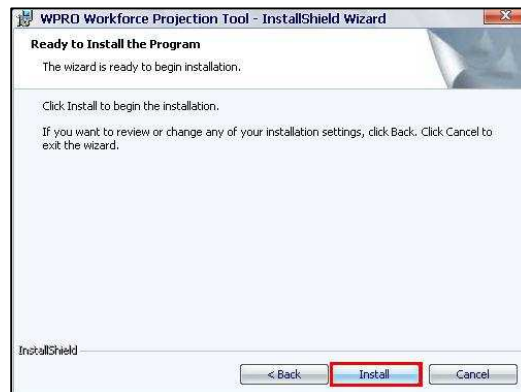 WPRO Workforce Projection Tool - InstallShield Wizard
Ready to Install the Program
The wizard is ready to begin installation.
Click Install to begin the installation.
If you want to review or change any of your installation settings, click Back. Click Cancel to
exit the wizard.
InstallShield
< Back Install Cancel